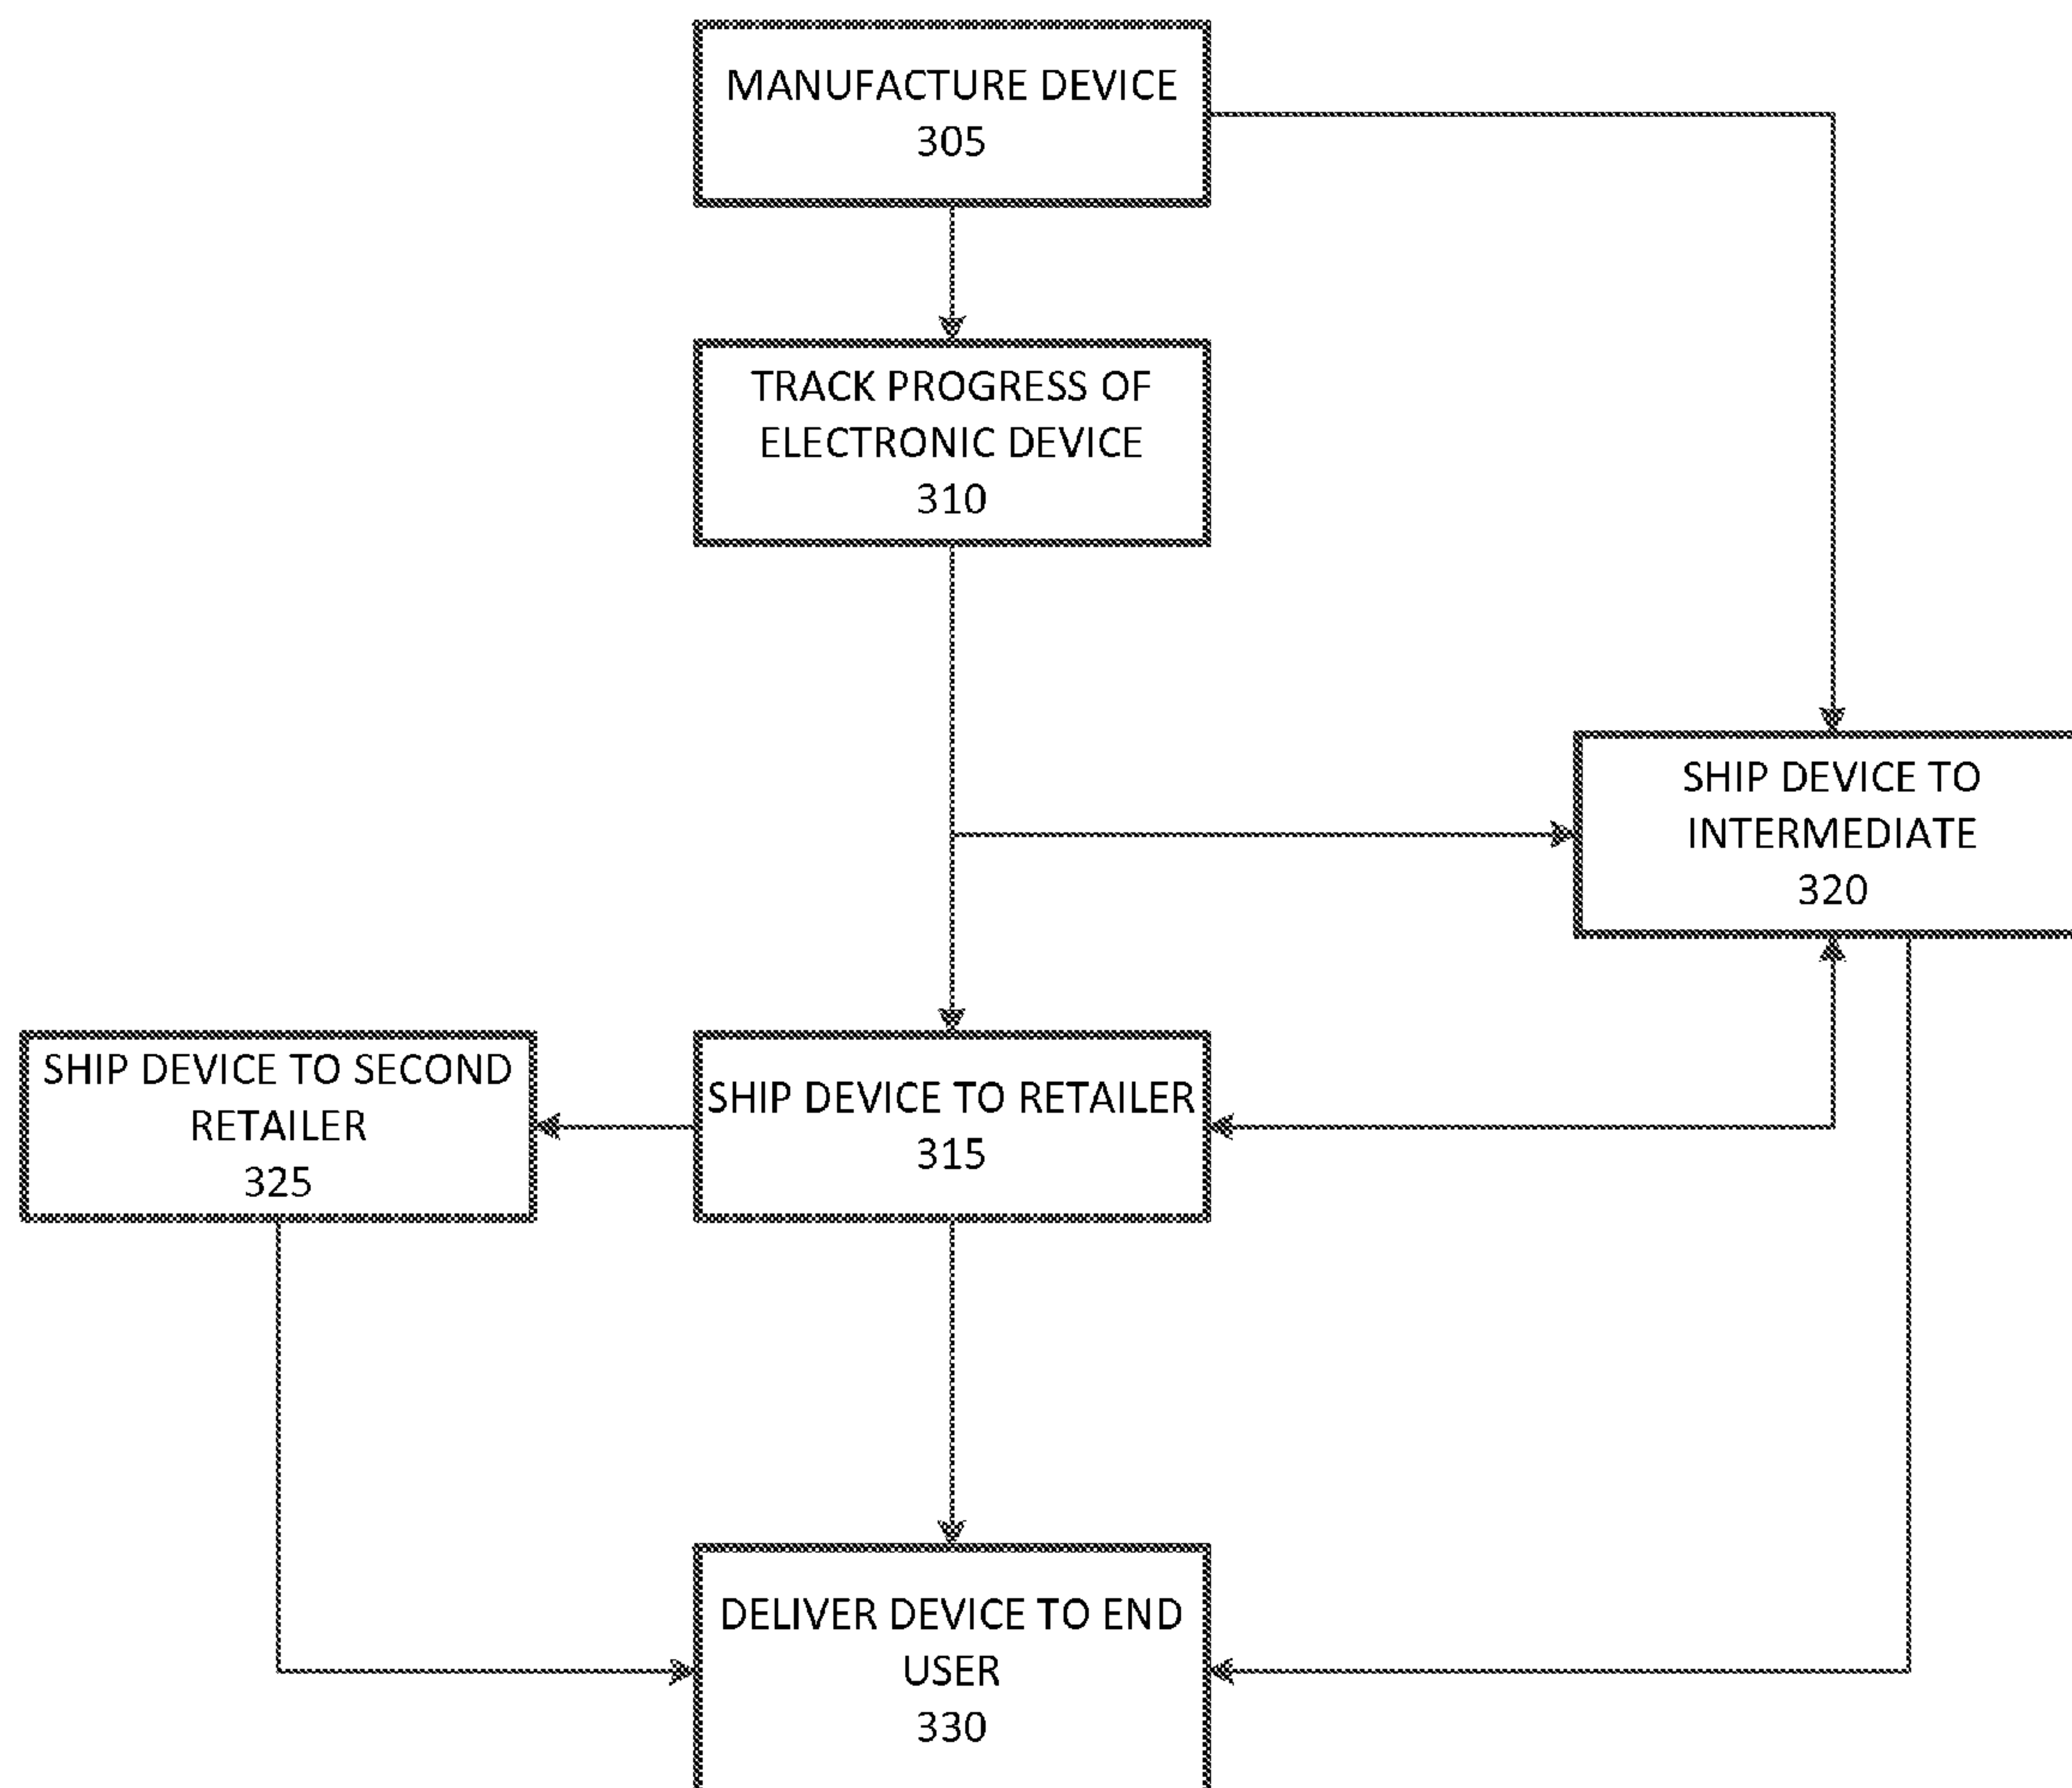 MANUFACTURE DEVICE
305
TRACK PROGRESS OF
ELECTRONIC DEVICE
310
SHIP DEVICE TO
INTERMEDIATE
320
SHIP DEVICE TO SECOND
RETAILER
325
SHIP DEVICE TO RETAILER
315
DELIVER DEVICE TO END
USER
330